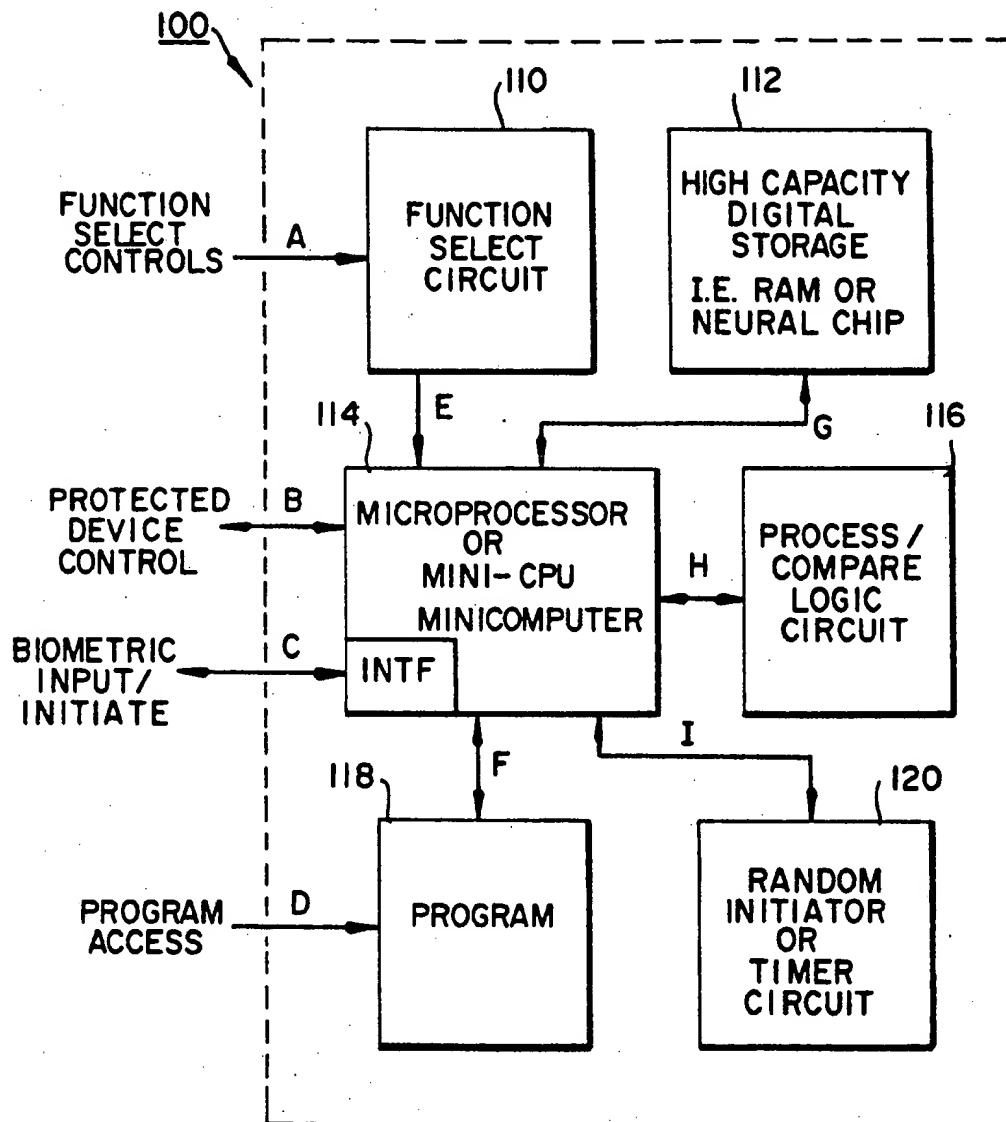 100
110
112
FUNCTION
SELECT
CONTROLS
A
FUNCTION
SELECT
CIRCUIT
HIGH CAPACITY
DIGITAL
STORAGE
I.E. RAM OR
NEURAL CHIP
E
G
114
116
PROTECTED
DEVICE
CONTROL
B
MICROPROCESSOR
OR
MINI-CPU
MINICOMPUTER
H
PROCESS/
COMPARE
LOGIC
CIRCUIT
BIOMETRIC
INPUT/
INITIATE
C
INTF
F
I
118
120
PROGRAM
ACCESS
D
PROGRAM
RANDOM
INITIATOR
OR
TIMER
CIRCUIT